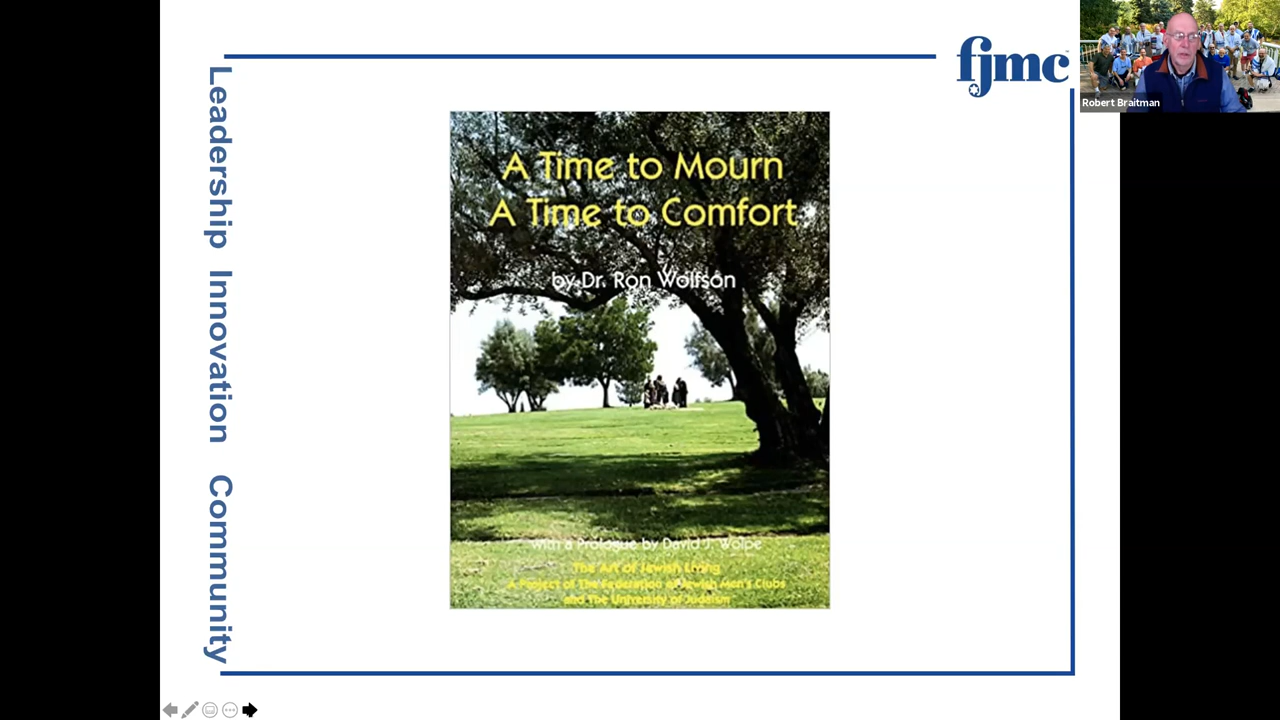 fjmc
Robert Braitman
Leadership Innovation Community
A Time to Mourn
A Time to Comfort
by Dr. Ron Wolfson
with a Prologue by David J. Wolpe
The Art of Jewish Living
A Project of The Federation of Jewish Men's Clubs
and The University of Judaism